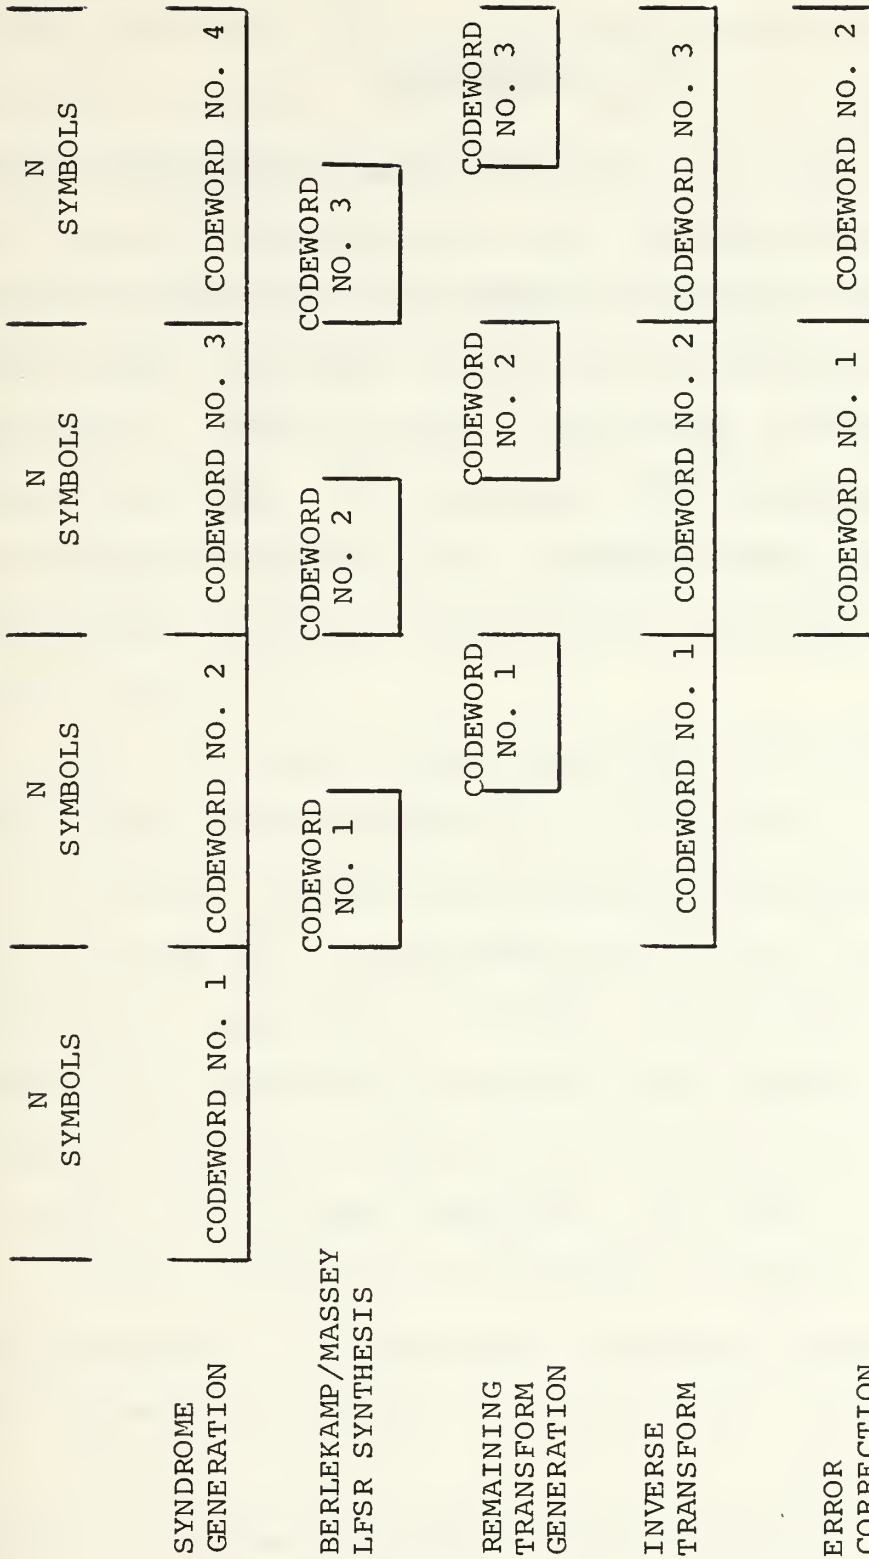 N
SYMBOLS
N
SYMBOLS
N
SYMBOLS
N
SYMBOLS
SYNDROME
GENERATION
CODEWORD NO. 1
CODEWORD NO. 2
CODEWORD NO. 3
CODEWORD NO. 4
BERLEKAMP/MASSEY
LFSR SYNTHESIS
CODEWORD
NO. 1
CODEWORD
NO. 2
CODEWORD
NO. 3
REMAINING
TRANSFORM
GENERATION
CODEWORD
NO. 1
CODEWORD
NO. 2
CODEWORD
NO. 3
INVERSE
TRANSFORM
CODEWORD NO. 1
CODEWORD NO. 2
CODEWORD NO. 3
ERROR
CORRECTION
CODEWORD NO. 1
CODEWORD NO. 2